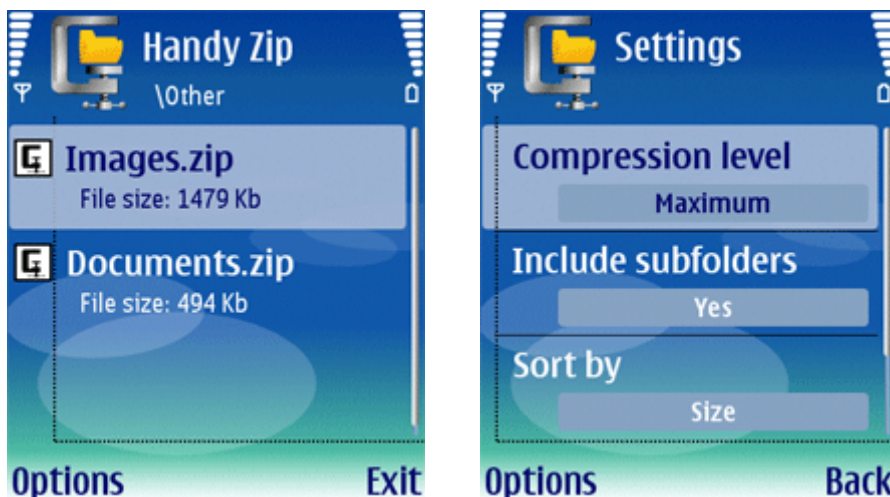 Handy Zip
\Other
Images.zip
File size: 1479 Kb
Documents.zip
File size: 494 Kb
Options Exit
Settings
Compression level
Maximum
Include subfolders
Yes
Sort by
Size
Options Back